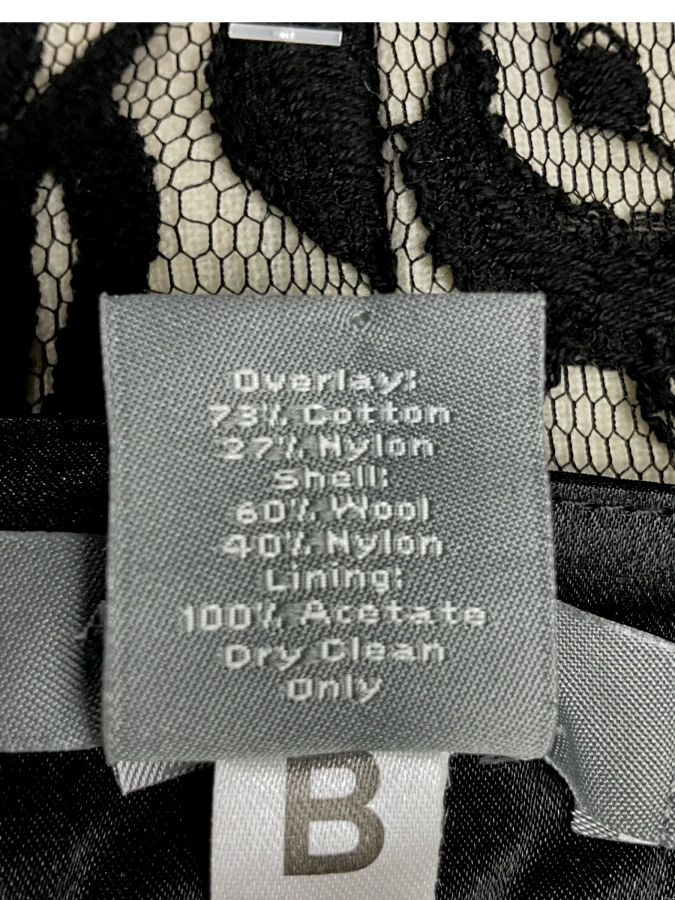 Overlay:
73% Cotton
27% Nylon
Shell:
60% Wool
40% Nylon
Lining:
100% Acetate
Dry Clean
Only
B